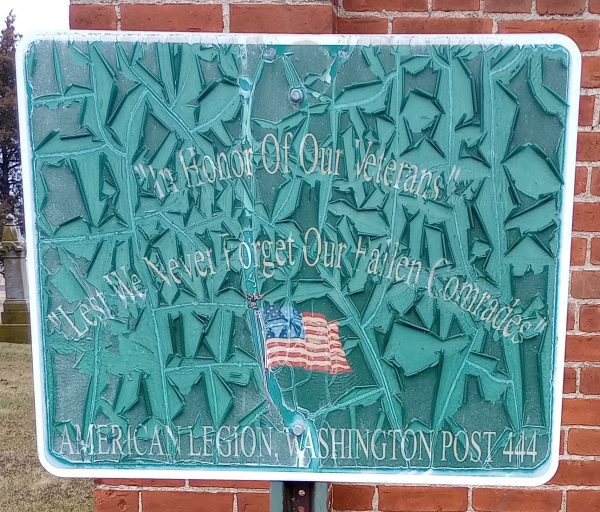 "In Honor Of Our Veterans"
"Lest We Never Forget Our Fallen Comrades"
AMERICAN LEGION, WASHINGTON POST 444